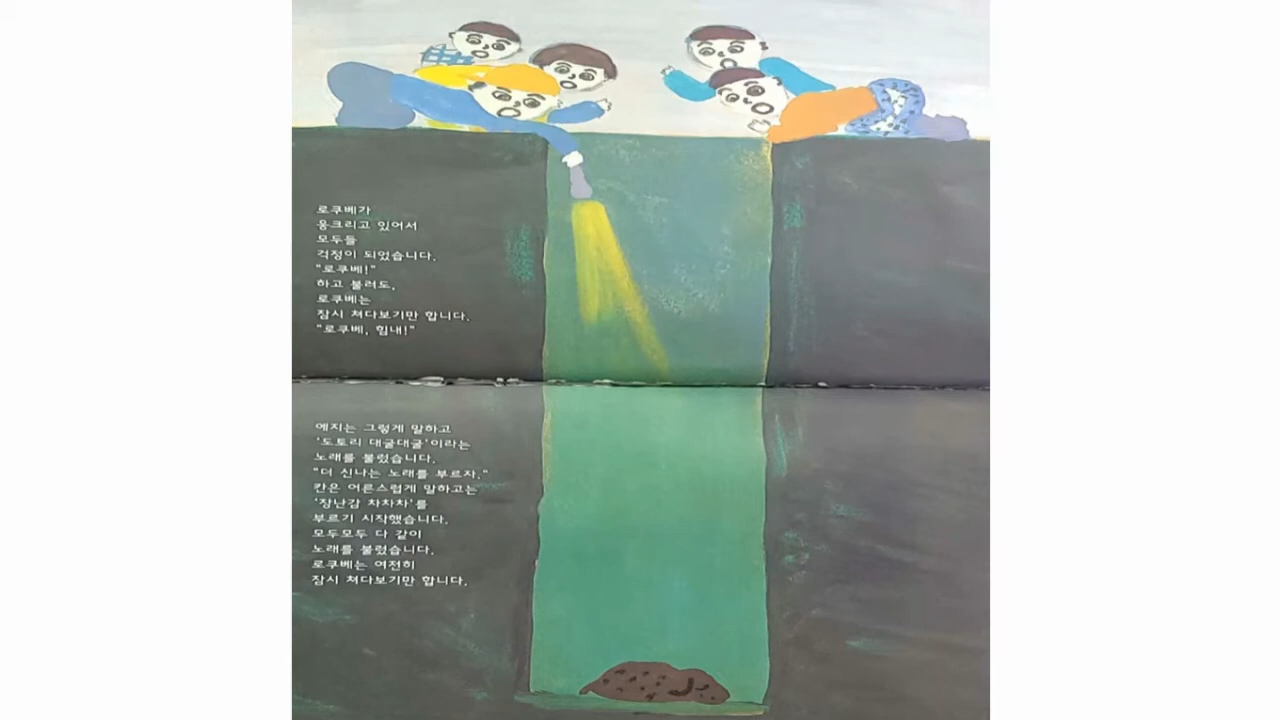 로쿠베가
웅크리고 있어서
모두들
걱정이 되었습니다.
"로쿠베!"
하고 불러도,
로쿠베는
잠시 쳐다보기만 합니다.
"로쿠베, 힘내!"
에지는 그렇게 말하고
'도토리 대굴대굴'이라는
노래를 불렀습니다.
"더 신나는 노래를 부르자."
칸은 어른스럽게 말하고는
'장난감 차차차'를
부르기 시작했습니다.
모두모두 다 같이
노래를 불렀습니다.
로쿠베는 여전히
잠시 쳐다보기만 합니다.